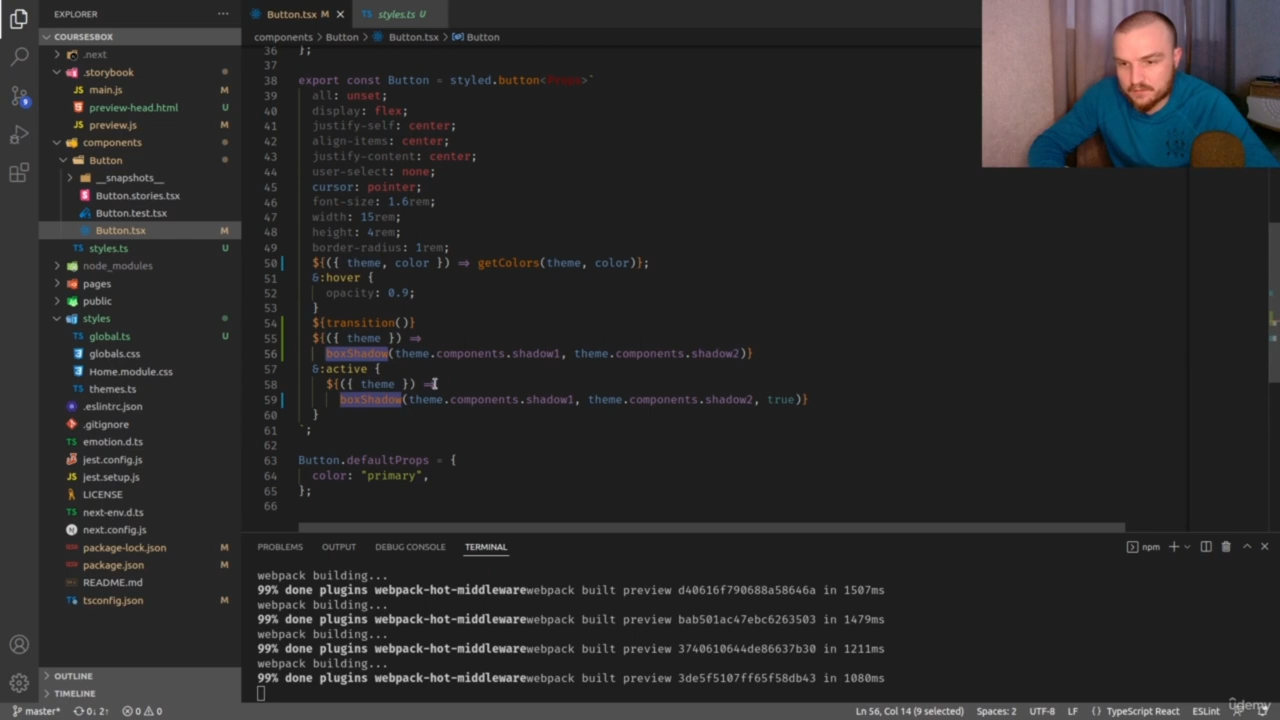 EXPLORER
COURSESBOX
.next
.storybook
main.js M
preview-head.html U
preview.js M
components
Button
__snapshots__
Button.stories.tsx
Button.test.tsx
Button.tsx M
styles.ts U
node_modules
pages
public
styles
global.ts U
globals.css
Home.module.css
themes.ts
.eslintrc.json
.gitignore
emotion.d.ts
jest.config.js
jest.setup.js
LICENSE
next-env.d.ts
next.config.js
package-lock.json M
package.json M
README.md
tsconfig.json M
OUTLINE
TIMELINE
Button.tsx M
styles.ts U
components > Button > Button.tsx > Button
36 };
37
38 export const Button = styled.button<Props>`
39 all: unset;
40 display: flex;
41 justify-self: center;
42 align-items: center;
43 justify-content: center;
44 user-select: none;
45 cursor: pointer;
46 font-size: 1.6rem;
47 width: 15rem;
48 height: 4rem;
49 border-radius: 1rem;
50 ${({ theme, color }) => getColors(theme, color)};
51 &:hover {
52 opacity: 0.9;
53 }
54 ${transition()}
55 ${({ theme }) =>
56 boxShadow(theme.components.shadow1, theme.components.shadow2)}
57 &:active {
58 ${({ theme }) =>
59 boxShadow(theme.components.shadow1, theme.components.shadow2, true)}
60 }
61 `;
62
63 Button.defaultProps = {
64 color: "primary",
65 };
66
PROBLEMS OUTPUT DEBUG CONSOLE TERMINAL
npm
webpack building...
99% done plugins webpack-hot-middlewarewebpack built preview d40616f790688a58646a in 1507ms
webpack building...
99% done plugins webpack-hot-middlewarewebpack built preview bab501ac47ebc6263503 in 1479ms
webpack building...
99% done plugins webpack-hot-middlewarewebpack built preview 3740610644de86637b30 in 1211ms
webpack building...
99% done plugins webpack-hot-middlewarewebpack built preview 3de5f5107ff65f58db43 in 1080ms
master* 0↓ 2↑ 0 0
Ln 56, Col 14 (9 selected) Spaces: 2 UTF-8 LF {} TypeScript React ESLint
udemy